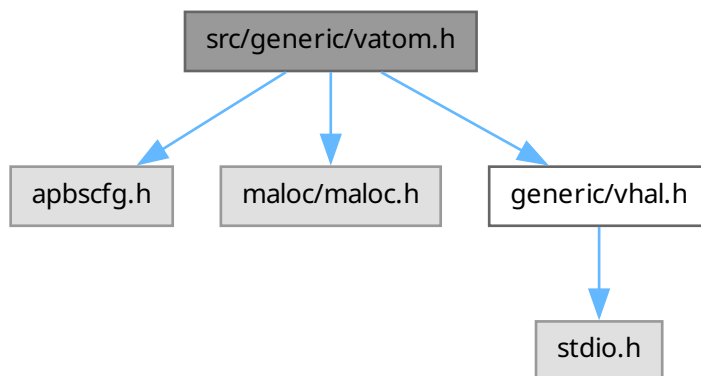 src/generic/vatom.h
apbscfg.h
maloc/maloc.h
generic/vhal.h
stdio.h